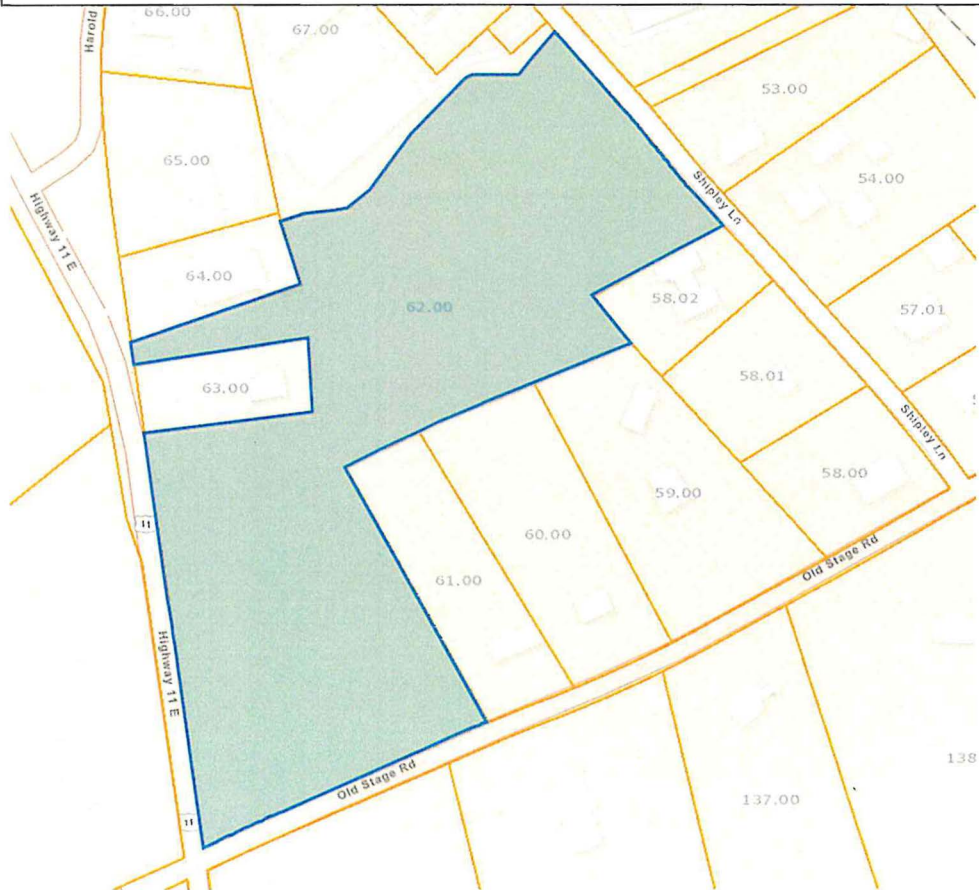 66.00
Harold
67.00
53.00
65.00
54.00
Shipley Ln
Highway 11 E
64.00
58.02
62.00
57.01
63.00
58.01
Shipley Ln
58.00
59.00
11
60.00
Old Stage Rd
61.00
Highway 11 E
138
Old Stage Rd
137.00
11